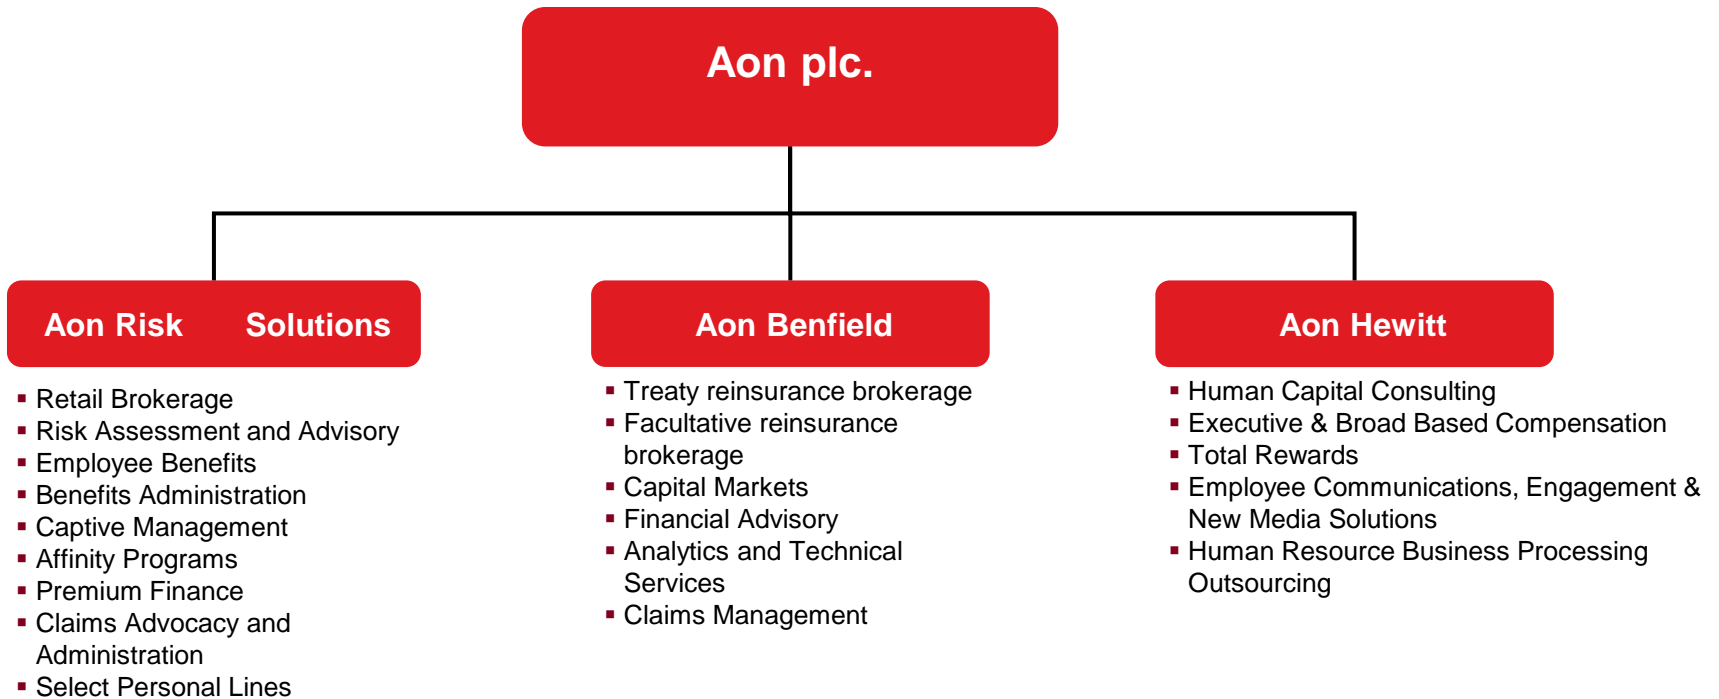 Aon plc.
Aon Risk Solutions
Retail Brokerage
Risk Assessment and Advisory
Employee Benefits
Benefits Administration
Captive Management
Affinity Programs
Premium Finance
Claims Advocacy and
Administration
Select Personal Lines
Aon Benfield
Treaty reinsurance brokerage
Facultative reinsurance
brokerage
Capital Markets
Financial Advisory
Analytics and Technical
Services
Claims Management
Aon Hewitt
Human Capital Consulting
Executive & Broad Based Compensation
Total Rewards
Employee Communications, Engagement &
New Media Solutions
Human Resource Business Processing
Outsourcing